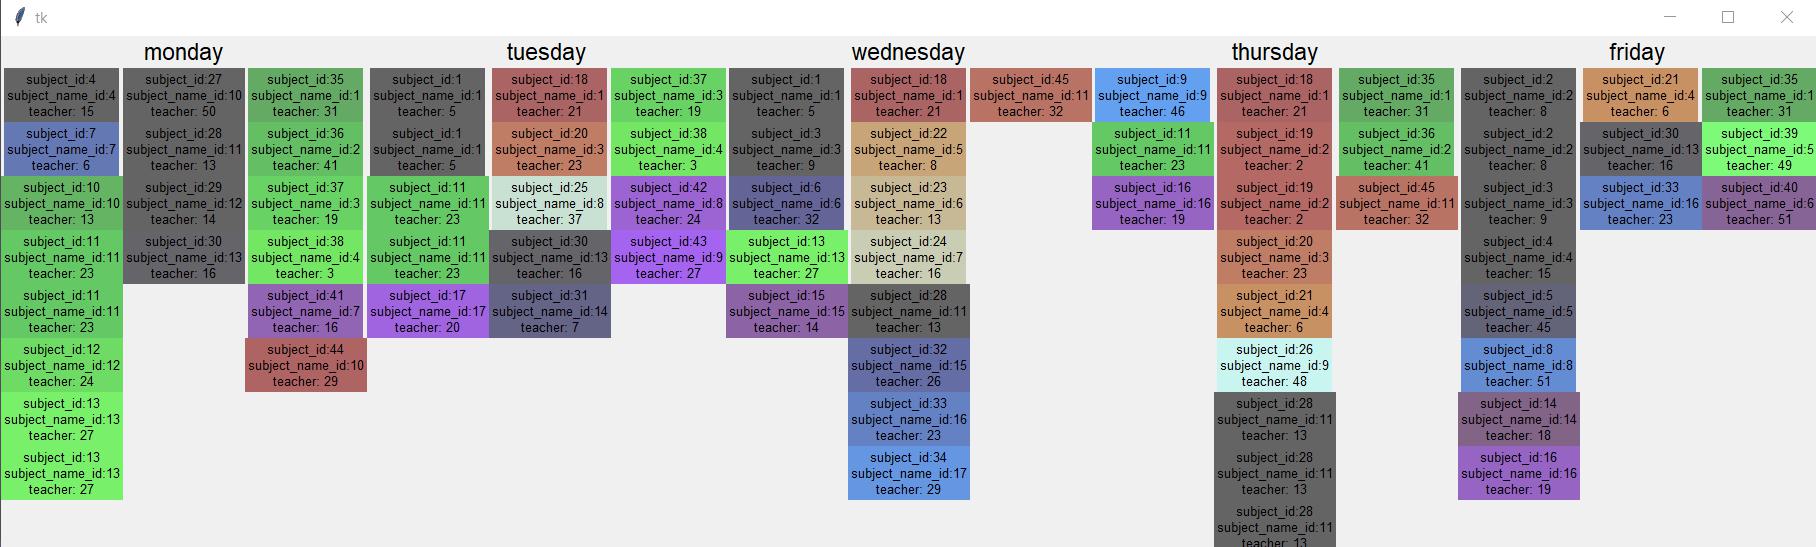 tk
monday
tuesday
wednesday
thursday
friday
subject_id:4
subject_name_id:4
teacher: 15
subject_id:7
subject_name_id:7
teacher: 6
subject_id:10
subject_name_id:10
teacher: 13
subject_id:11
subject_name_id:11
teacher: 23
subject_id:11
subject_name_id:11
teacher: 23
subject_id:12
subject_name_id:12
teacher: 24
subject_id:13
subject_name_id:13
teacher: 27
subject_id:13
subject_name_id:13
teacher: 27
subject_id:27
subject_name_id:10
teacher: 50
subject_id:28
subject_name_id:11
teacher: 13
subject_id:29
subject_name_id:12
teacher: 14
subject_id:30
subject_name_id:13
teacher: 16
subject_id:35
subject_name_id:1
teacher: 31
subject_id:36
subject_name_id:2
teacher: 41
subject_id:37
subject_name_id:3
teacher: 19
subject_id:38
subject_name_id:4
teacher: 3
subject_id:41
subject_name_id:7
teacher: 16
subject_id:44
subject_name_id:10
teacher: 29
subject_id:1
subject_name_id:1
teacher: 5
subject_id:1
subject_name_id:1
teacher: 5
subject_id:11
subject_name_id:11
teacher: 23
subject_id:11
subject_name_id:11
teacher: 23
subject_id:17
subject_name_id:17
teacher: 20
subject_id:18
subject_name_id:1
teacher: 21
subject_id:20
subject_name_id:3
teacher: 23
subject_id:25
subject_name_id:8
teacher: 37
subject_id:30
subject_name_id:13
teacher: 16
subject_id:31
subject_name_id:14
teacher: 7
subject_id:37
subject_name_id:3
teacher: 19
subject_id:38
subject_name_id:4
teacher: 3
subject_id:42
subject_name_id:8
teacher: 24
subject_id:43
subject_name_id:9
teacher: 27
subject_id:1
subject_name_id:1
teacher: 5
subject_id:3
subject_name_id:3
teacher: 9
subject_id:6
subject_name_id:6
teacher: 32
subject_id:13
subject_name_id:13
teacher: 27
subject_id:15
subject_name_id:15
teacher: 14
subject_id:18
subject_name_id:1
teacher: 21
subject_id:22
subject_name_id:5
teacher: 8
subject_id:23
subject_name_id:6
teacher: 13
subject_id:24
subject_name_id:7
teacher: 16
subject_id:28
subject_name_id:11
teacher: 13
subject_id:32
subject_name_id:15
teacher: 26
subject_id:33
subject_name_id:16
teacher: 23
subject_id:34
subject_name_id:17
teacher: 29
subject_id:45
subject_name_id:11
teacher: 32
subject_id:9
subject_name_id:9
teacher: 46
subject_id:11
subject_name_id:11
teacher: 23
subject_id:16
subject_name_id:16
teacher: 19
subject_id:18
subject_name_id:1
teacher: 21
subject_id:19
subject_name_id:2
teacher: 2
subject_id:19
subject_name_id:2
teacher: 2
subject_id:20
subject_name_id:3
teacher: 23
subject_id:21
subject_name_id:4
teacher: 6
subject_id:26
subject_name_id:9
teacher: 48
subject_id:28
subject_name_id:11
teacher: 13
subject_id:28
subject_name_id:11
teacher: 13
subject_id:28
subject_name_id:11
teacher: 13
subject_id:35
subject_name_id:1
teacher: 31
subject_id:36
subject_name_id:2
teacher: 41
subject_id:45
subject_name_id:11
teacher: 32
subject_id:2
subject_name_id:2
teacher: 8
subject_id:2
subject_name_id:2
teacher: 8
subject_id:3
subject_name_id:3
teacher: 9
subject_id:4
subject_name_id:4
teacher: 15
subject_id:5
subject_name_id:5
teacher: 45
subject_id:8
subject_name_id:8
teacher: 51
subject_id:14
subject_name_id:14
teacher: 18
subject_id:16
subject_name_id:16
teacher: 19
subject_id:21
subject_name_id:4
teacher: 6
subject_id:30
subject_name_id:13
teacher: 16
subject_id:33
subject_name_id:16
teacher: 23
subject_id:35
subject_name_id:1
teacher: 31
subject_id:39
subject_name_id:5
teacher: 49
subject_id:40
subject_name_id:6
teacher: 51